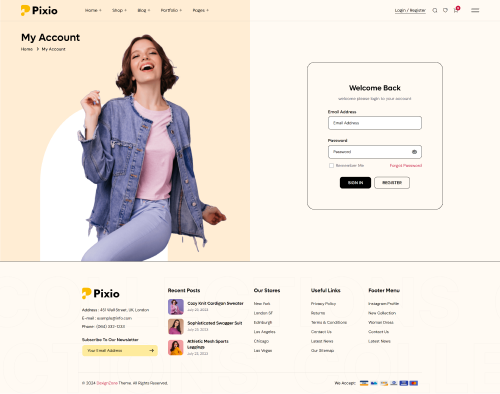 Pixio
Home + Shop + Blog + Portfolio + Pages +
Login / Register
My Account
Home > My Account
Welcome Back
welcome please login to your account
Email Address
Email Address
Password
Password
Remember Me
Forgot Password
SIGN IN
REGISTER
Pixio
Address : 451 Wall Street, UK, London
E-mail : example@info.com
Phone : (064) 332-1233
Subscribe To Our Newsletter
Your Email Address
Recent Posts
Cozy Knit Cardigan Sweater
July 23, 2023
Sophisticated Swagger Suit
July 23, 2023
Athletic Mesh Sports
Leggings
July 23, 2023
Our Stores
New York
London SF
Edinburgh
Los Angeles
Chicago
Las Vegas
Useful Links
Privacy Policy
Returns
Terms & Conditions
Contact Us
Latest News
Our Sitemap
Footer Menu
Instagram Profile
New Collection
Woman Dress
Contact Us
Latest News
© 2024 DesignZone Theme. All Rights Reserved.
We Accept: